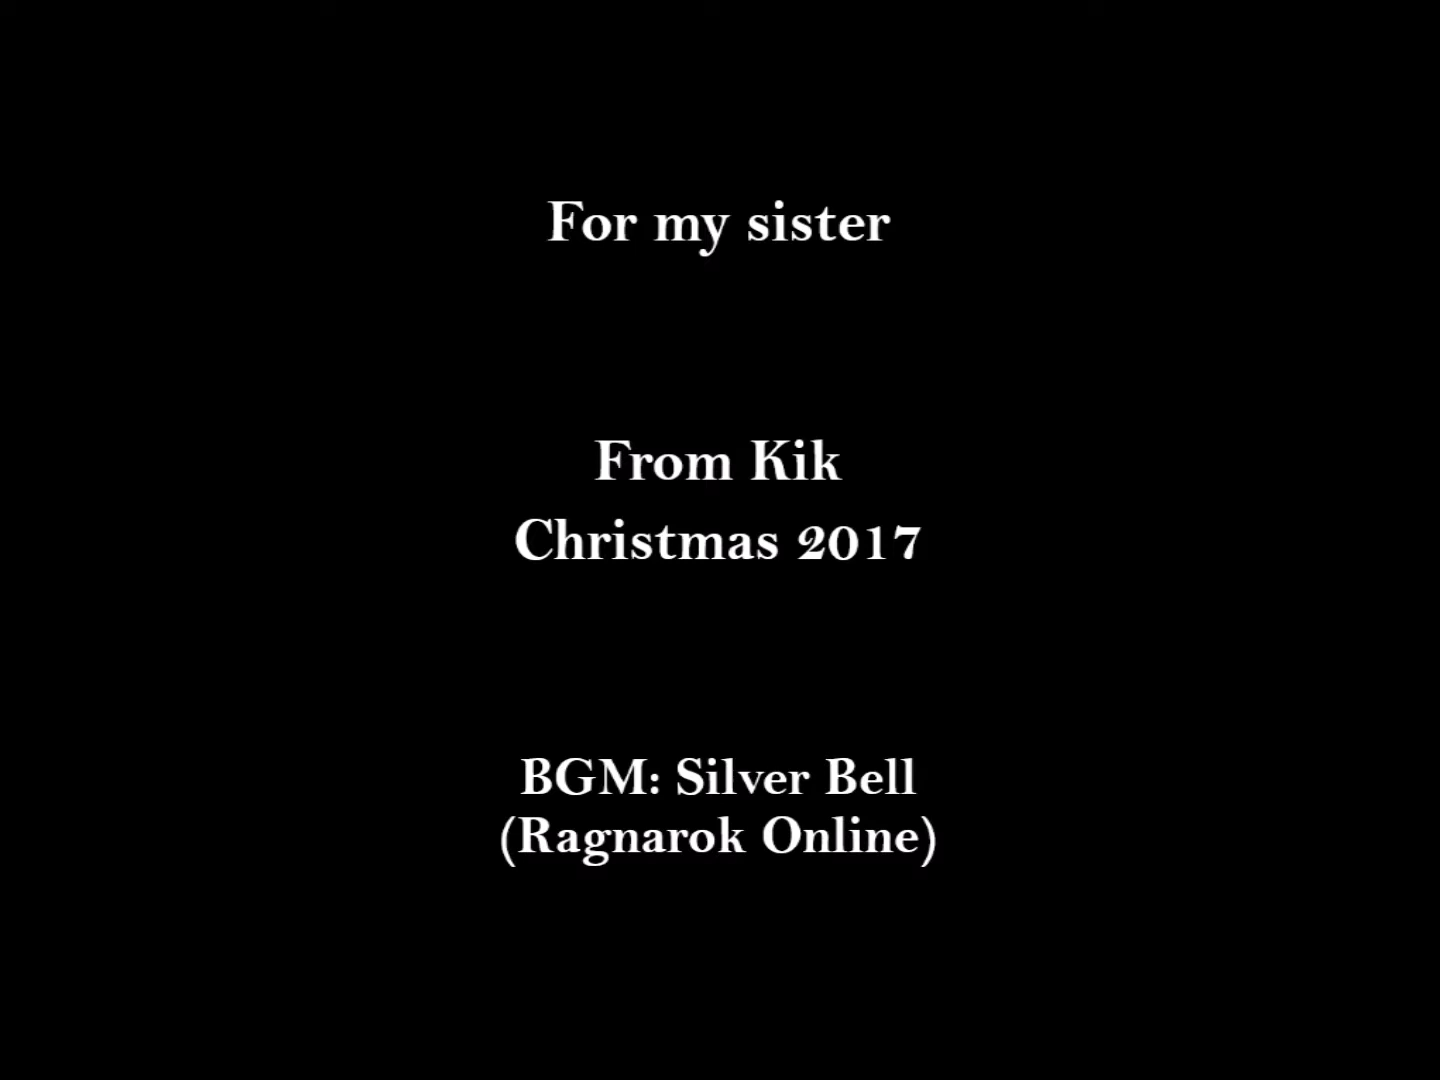 For my sister
From Kik
Christmas 2017
BGM: Silver Bell
(Ragnarok Online)